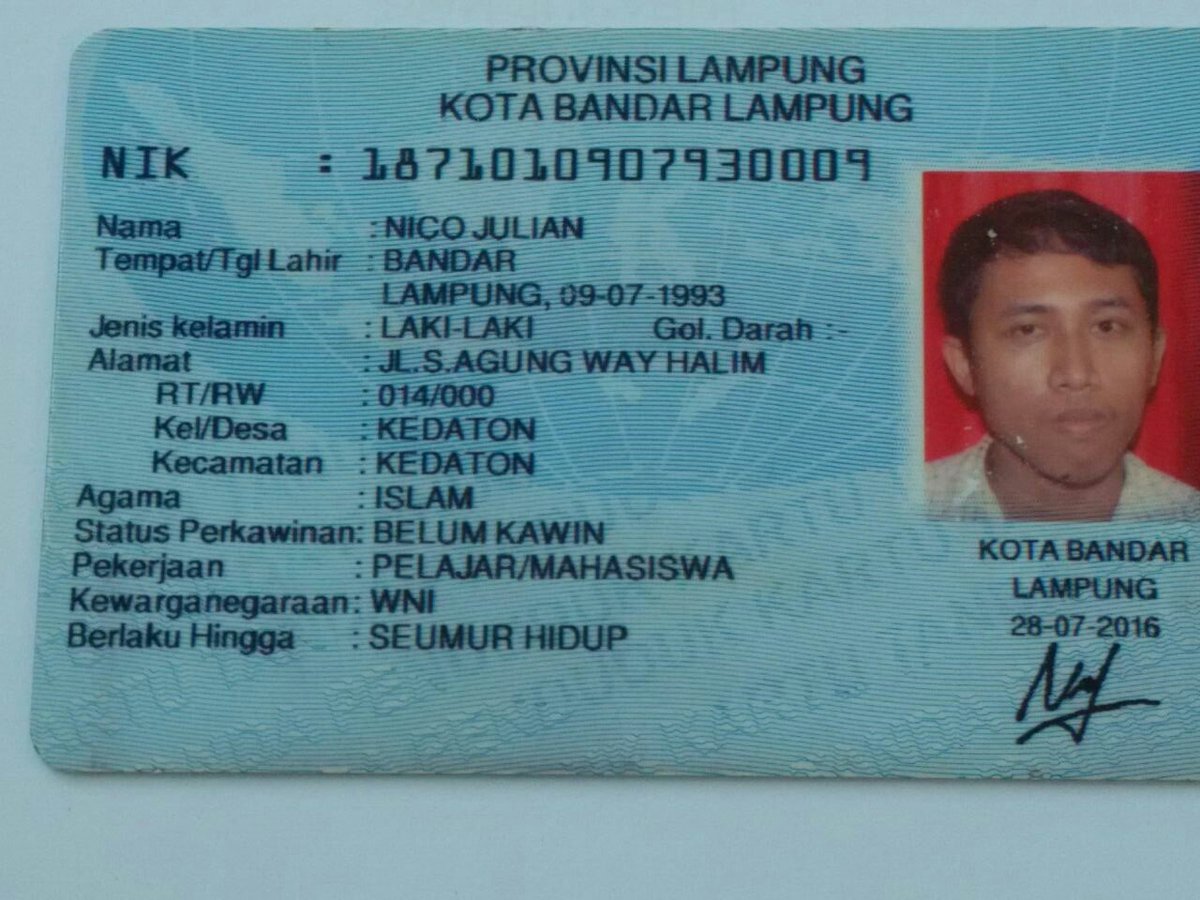 PROVINSI LAMPUNG
KOTA BANDAR LAMPUNG
NIK : 1871010907930009
Nama : NICO JULIAN
Tempat/Tgl Lahir : BANDAR
LAMPUNG, 09-07-1993
Jenis kelamin : LAKI-LAKI Gol. Darah :-
Alamat : JL.S.AGUNG WAY HALIM
RT/RW : 014/000
Kel/Desa : KEDATON
Kecamatan : KEDATON
Agama : ISLAM
Status Perkawinan: BELUM KAWIN
Pekerjaan : PELAJAR/MAHASISWA
Kewarganegaraan: WNI
Berlaku Hingga : SEUMUR HIDUP
KOTA BANDAR
LAMPUNG
28-07-2016